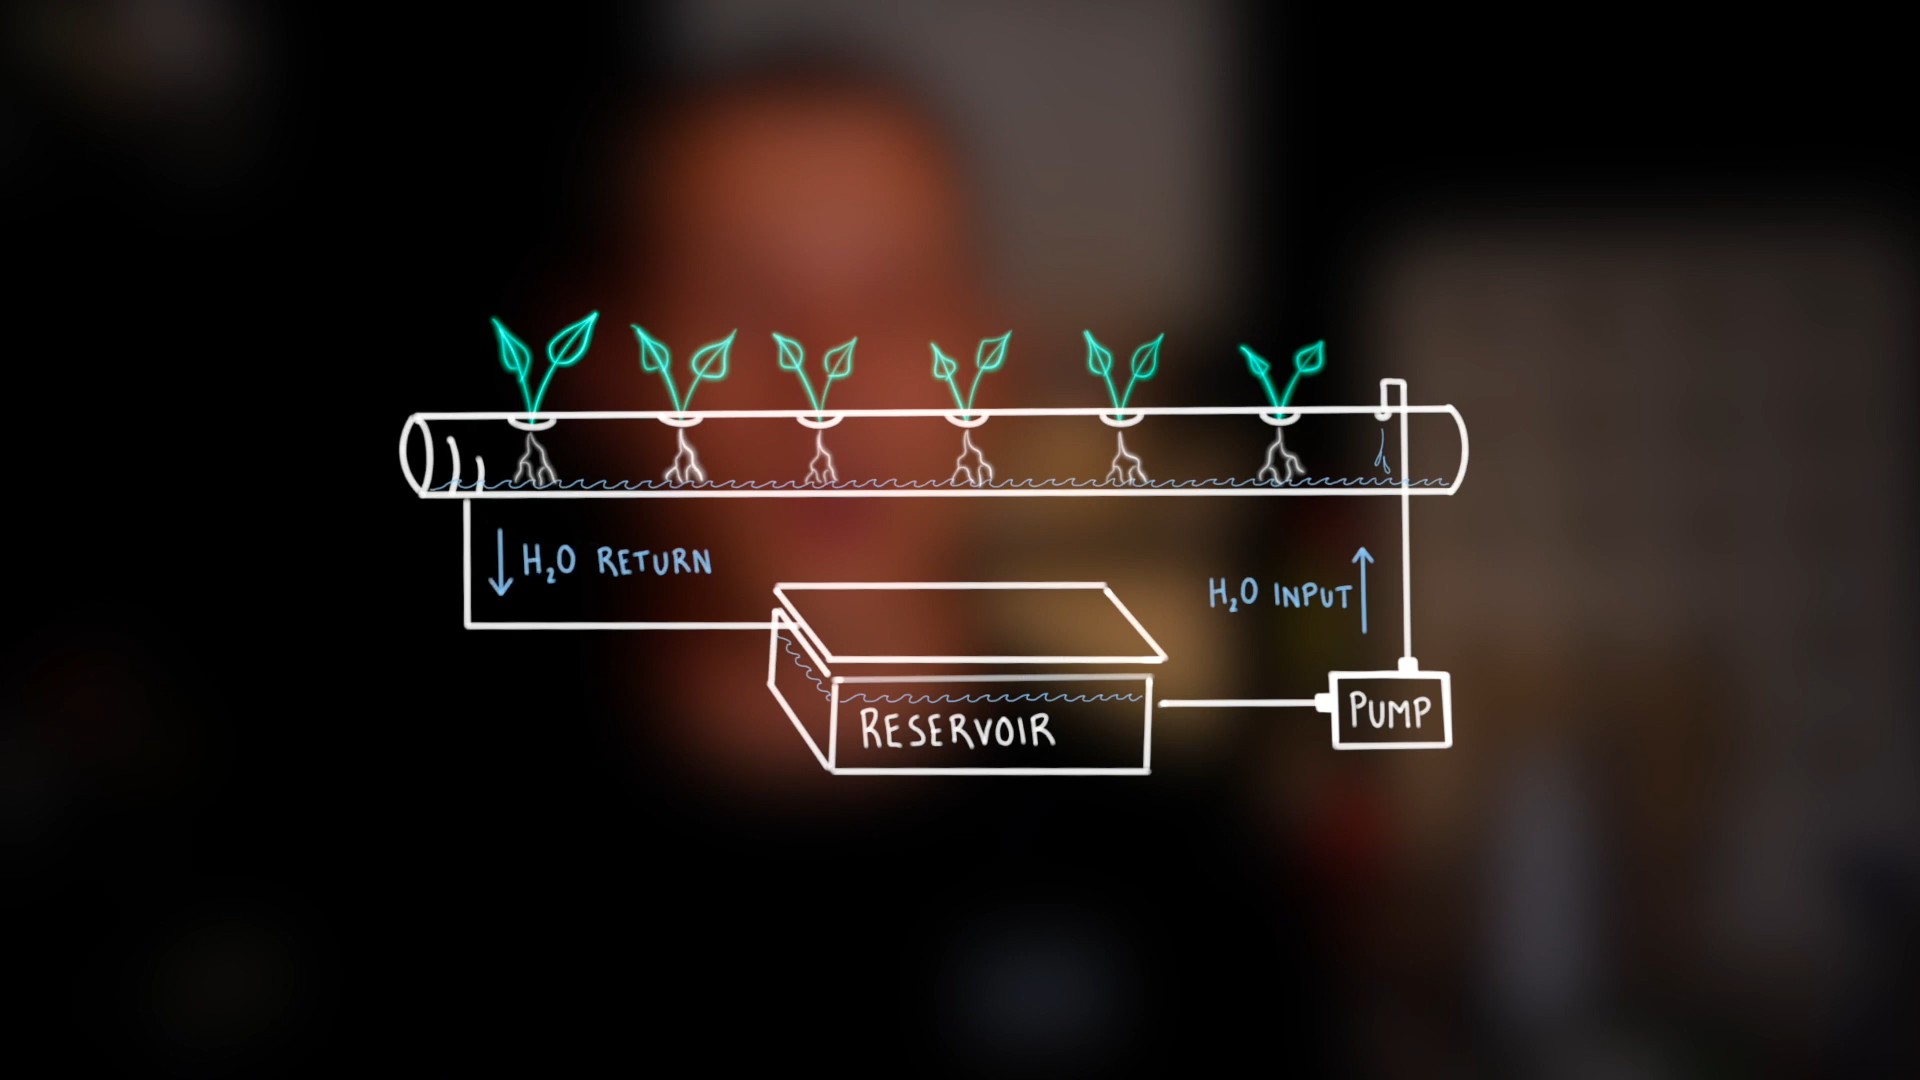 H₂O RETURN
H₂O INPUT
RESERVOIR
PUMP